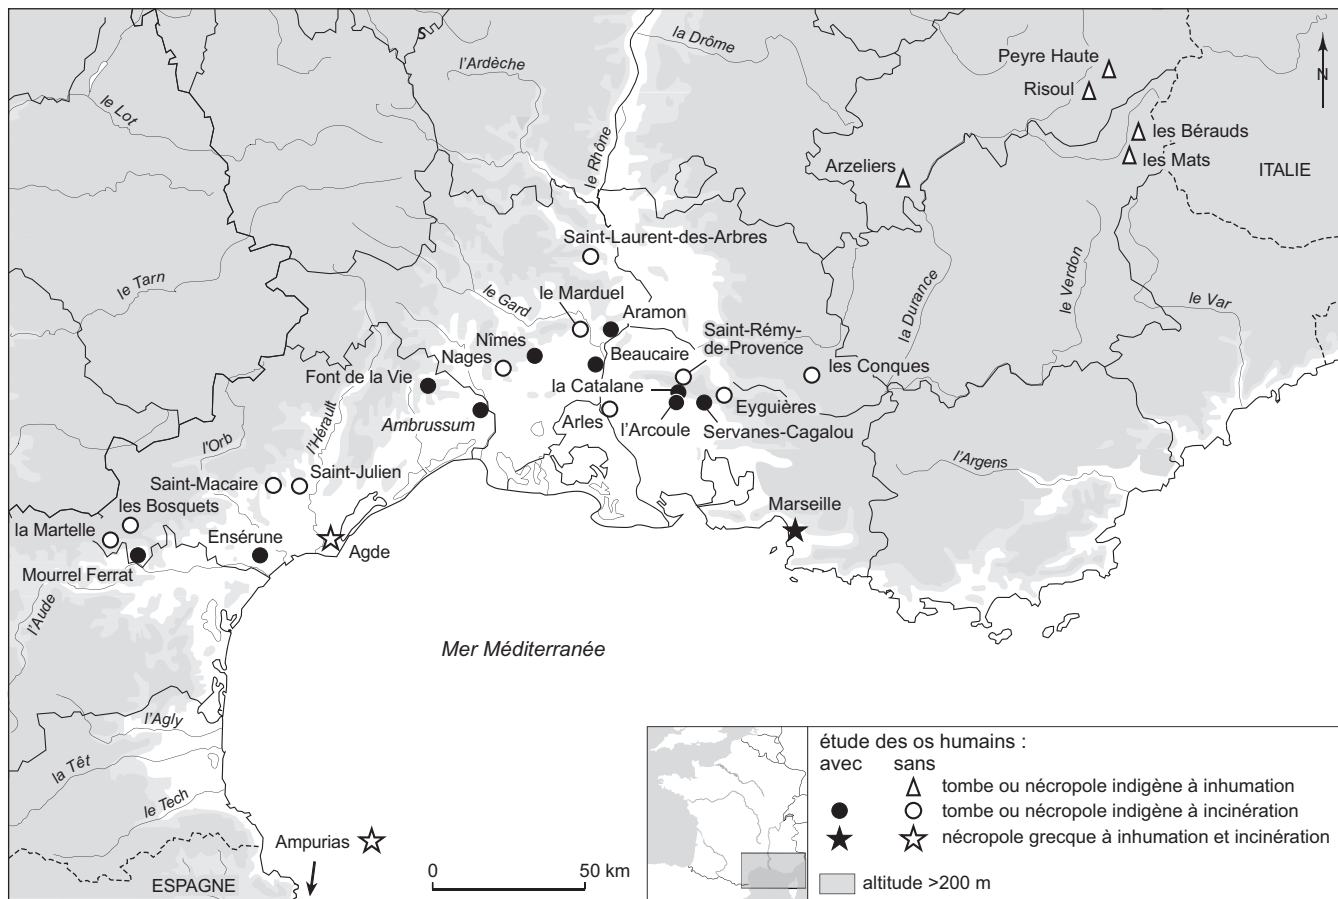 la Drôme
Peyre Haute
N
l'Ardèche
Risoul
le Lot
les Bérauds
le Rhône
les Mats
Arzeliers
ITALIE
Saint-Laurent-des-Arbres
le Tarn
le Gard
le Marduel
la Durance
le Verdon
le Var
Aramon
Saint-Rémy-
de-Provence
Nîmes
Nages
Beaucaire
les Conques
Font de la Vie
la Catalane
Ambrussum
Arles
l'Arcoule
Eyguières
Servanes-Cagalou
l'Orb
l'Hérault
l'Argens
Saint-Julien
Saint-Macaire
les Bosquets
Marseille
la Martelle
Ensérune
Agde
Mourrel Ferrat
l'Aude
Mer Méditerranée
l'Agly
la Têt
le Tech
Ampurias
ESPAGNE
0 50 km
étude des os humains :
avec sans
tombe ou nécropole indigène à inhumation
tombe ou nécropole indigène à incinération
nécropole grecque à inhumation et incinération
altitude >200 m